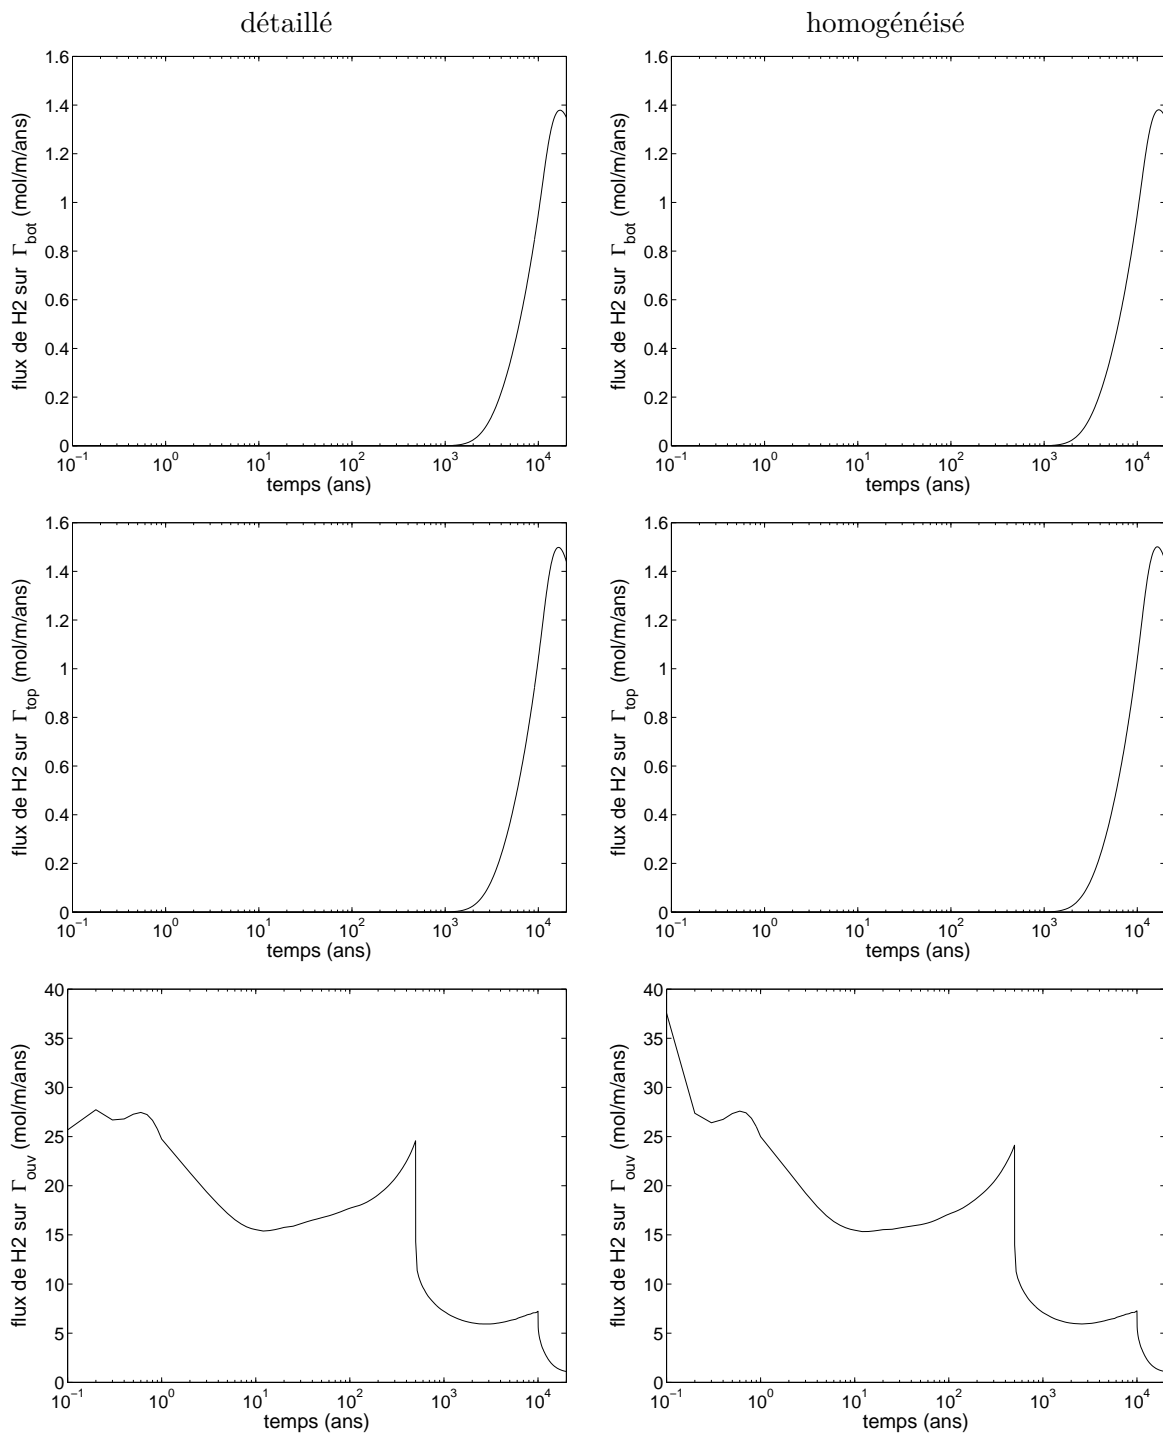 détaillé
homogénéisé
flux de H2 sur Γbot (mol/m/ans)
1.6
1.4
1.2
1
0.8
0.6
0.4
0.2
0
10−1 100 101 102 103 104
temps (ans)
flux de H2 sur Γbot (mol/m/ans)
1.6
1.4
1.2
1
0.8
0.6
0.4
0.2
0
10−1 100 101 102 103 104
temps (ans)
flux de H2 sur Γtop (mol/m/ans)
1.6
1.4
1.2
1
0.8
0.6
0.4
0.2
0
10−1 100 101 102 103 104
temps (ans)
flux de H2 sur Γtop (mol/m/ans)
1.6
1.4
1.2
1
0.8
0.6
0.4
0.2
0
10−1 100 101 102 103 104
temps (ans)
flux de H2 sur Γouv (mol/m/ans)
40
35
30
25
20
15
10
5
0
10−1 100 101 102 103 104
temps (ans)
flux de H2 sur Γouv (mol/m/ans)
40
35
30
25
20
15
10
5
0
10−1 100 101 102 103 104
temps (ans)